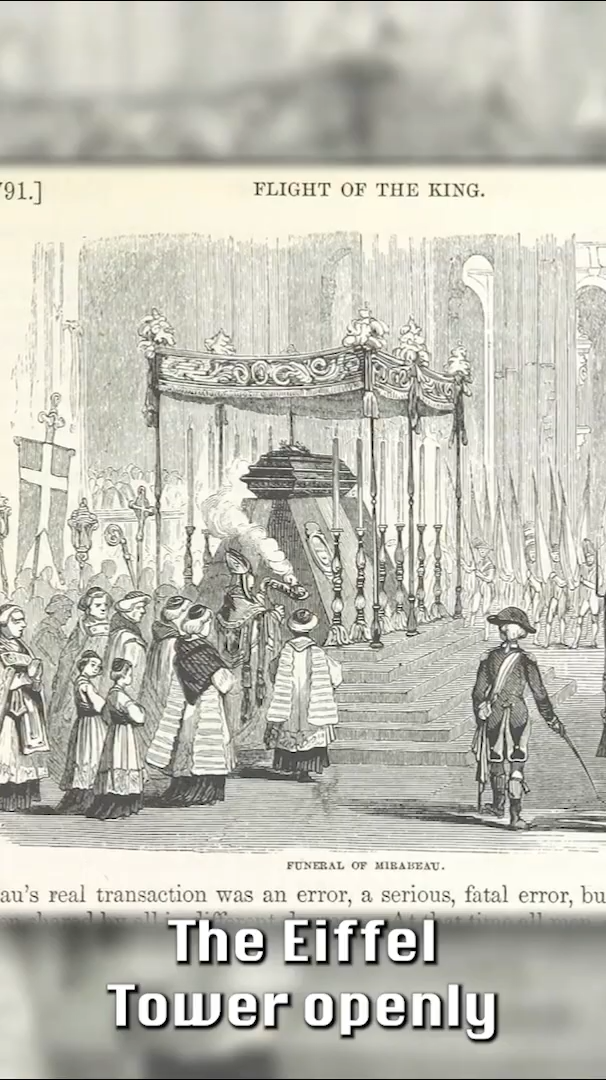 791.]
FLIGHT OF THE KING.
FUNERAL OF MIRABEAU.
au's real transaction was an error, a serious, fatal error, bu
The Eiffel
Tower openly